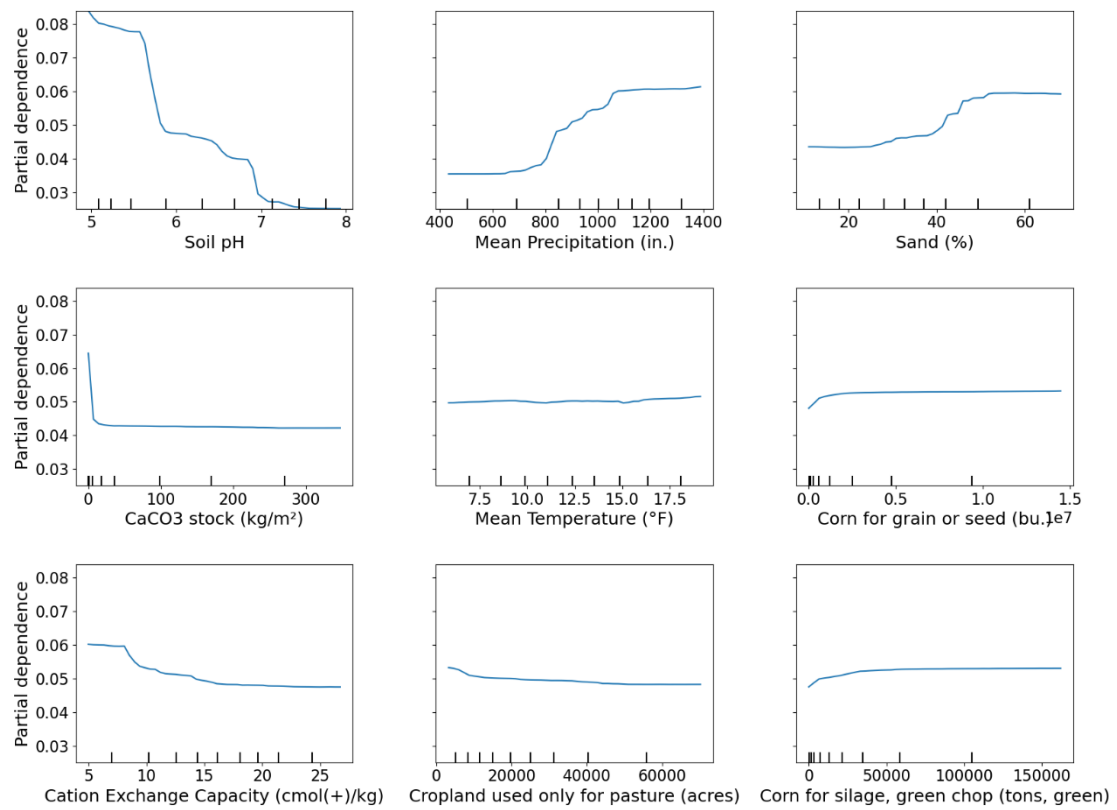 0.08
0.07
0.06
0.05
0.04
0.03
Partial dependence
5 6 7 8
Soil pH
400 600 800 1000 1200 1400
Mean Precipitation (in.)
20 40 60
Sand (%)
0.08
0.07
0.06
0.05
0.04
0.03
Partial dependence
0 100 200 300
CaCO3 stock (kg/m²)
7.5 10.0 12.5 15.0 17.5
Mean Temperature (°F)
0.0 0.5 1.0 1.5
Corn for grain or seed (bu.)
1e7
0.08
0.07
0.06
0.05
0.04
0.03
Partial dependence
5 10 15 20 25
Cation Exchange Capacity (cmol(+)/kg)
0 20000 40000 60000
Cropland used only for pasture (acres)
0 50000 100000 150000
Corn for silage, green chop (tons, green)